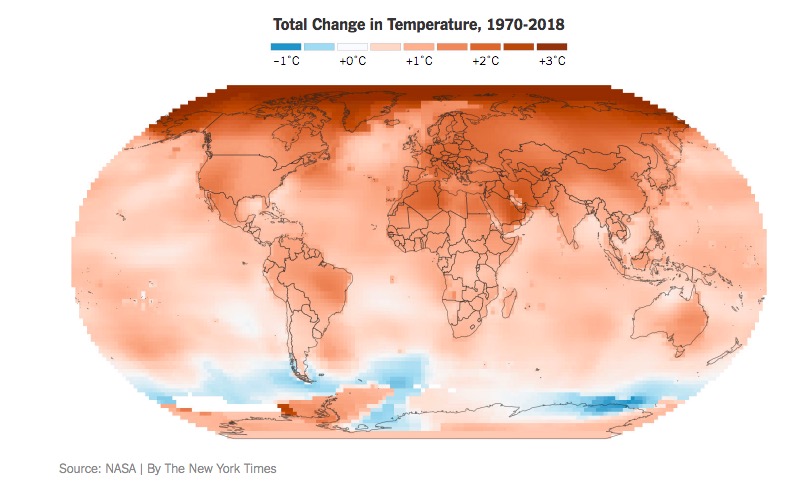 Total Change in Temperature, 1970-2018
-1˚C +0˚C +1˚C +2˚C +3˚C
Source: NASA | By The New York Times